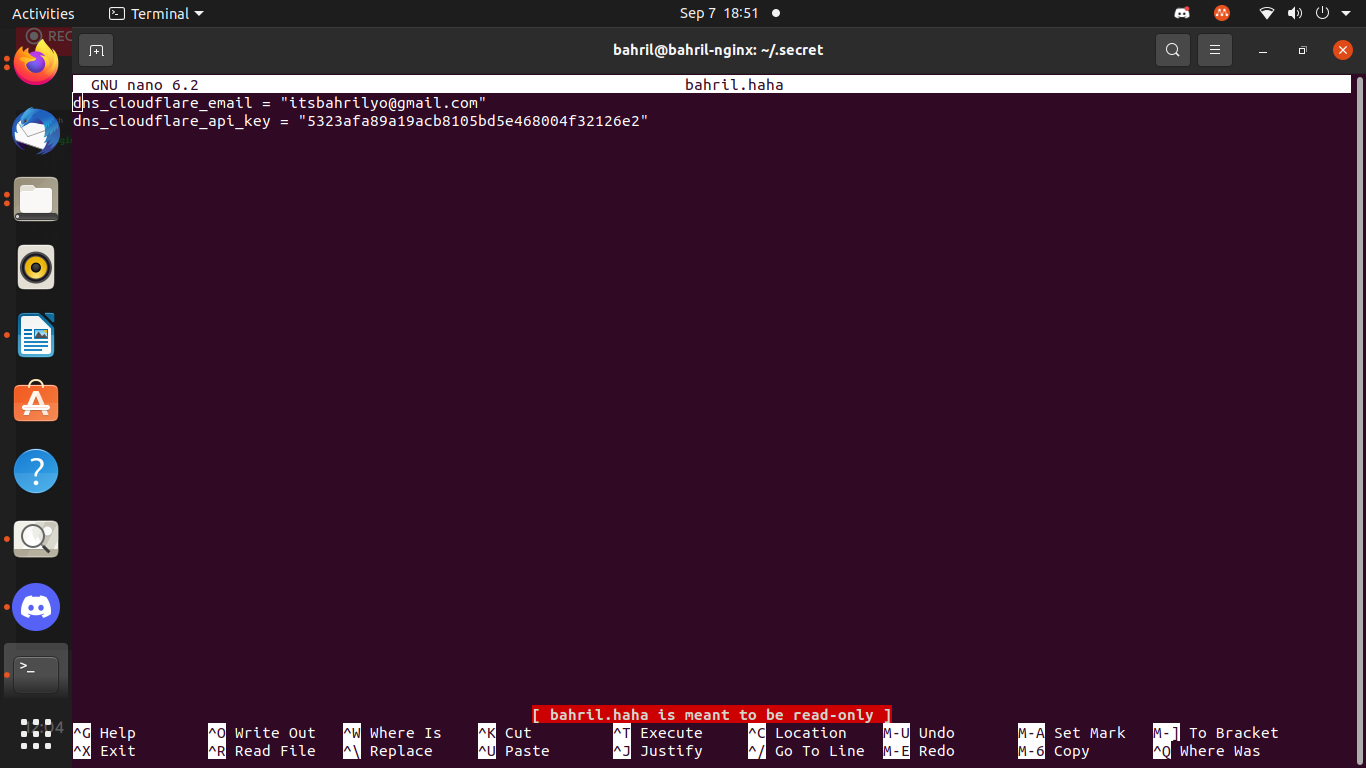 Activities
Terminal
Sep 7 18:51
REC
bahril@bahril-nginx: ~/.secret
GNU nano 6.2 bahril.haha
dns_cloudflare_email = "itsbahrilyo@gmail.com"
dns_cloudflare_api_key = "5323afa89a19acb8105bd5e468004f32126e2"
[ bahril.haha is meant to be read-only ]
^G Help ^O Write Out ^W Where Is ^K Cut ^T Execute ^C Location M-U Undo M-A Set Mark M-] To Bracket
^X Exit ^R Read File ^\ Replace ^U Paste ^J Justify ^/ Go To Line M-E Redo M-6 Copy ^Q Where Was